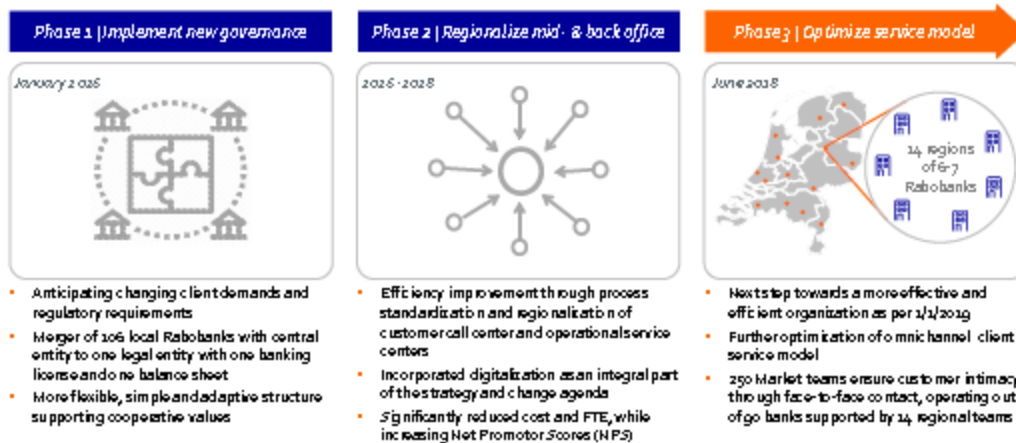 Phase 1 | Implement new governance
January 2016
• Anticipating changing client demands and
regulatory requirements
• Merger of 106 local Rabobanks with central
entity to one legal entity with one banking
license and one balance sheet
• More flexible, simple and adaptive structure
supporting cooperative values
Phase 2 | Regionalize mid- & back office
2016 - 2018
• Efficiency improvement through process
standardization and regionalization of
customer call center and operational service
centers
• Incorporated digitalization as an integral part
of the strategy and change agenda
• Significantly reduced cost and FTE, while
increasing Net Promotor Scores (NPS)
Phase 3 | Optimize service model
June 2018
14 regions
of 6-7
Rabobanks
• Next step towards a more effective and
efficient organization as per 1/1/2019
• Further optimization of omnichannel client
service model
• 250 Market teams ensure customer intimacy
through face-to-face contact, operating out
of 90 banks supported by 14 regional teams